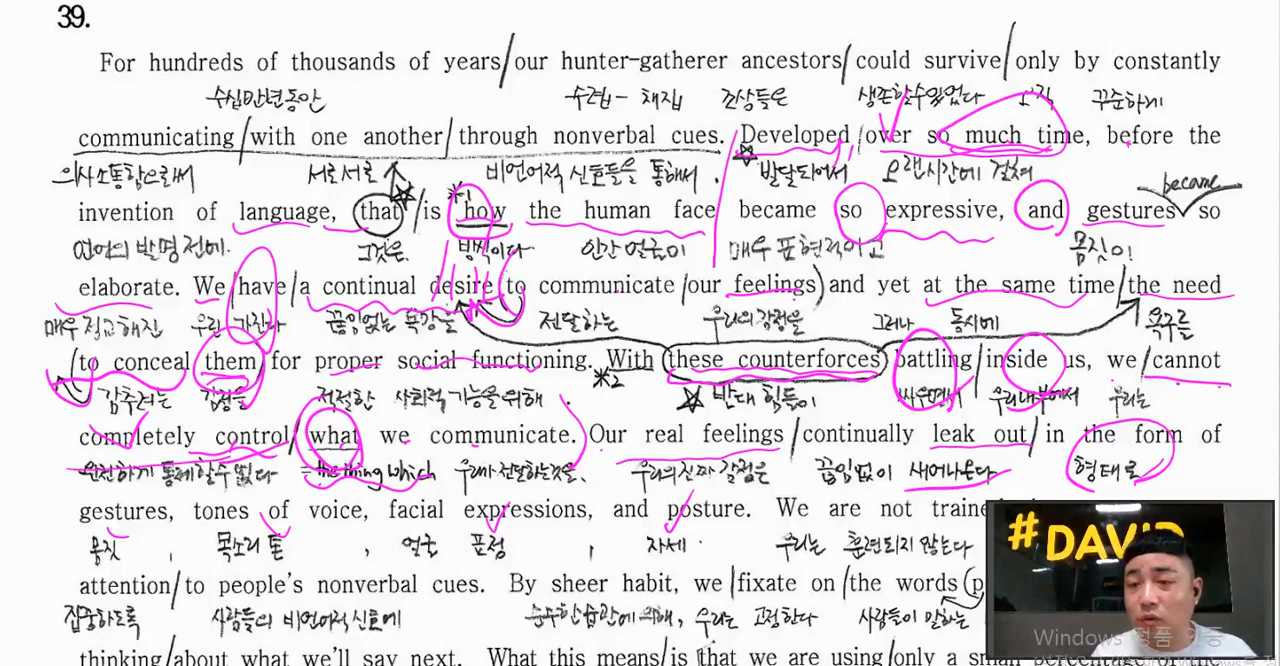 39.
For hundreds of thousands of years/our hunter-gatherer ancestors/could survive/only by constantly
수십만년동안 수렵-채집 조상들은 생존할수있었다 오직 꾸준하게
communicating/with one another/through nonverbal cues. Developed/over so much time, before the
의사소통함으로써 서로서로 비언어적 신호들을 통해서. 발달되어서 오랜시간에 걸쳐
became
invention of language, that/is how the human face became so expressive, and gestures so
언어의 발명 전에. 그것은 방식이다 인간 얼굴이 매우 표현적이고 몸짓이
elaborate. We/have/a continual desire (to communicate/our feelings) and yet at the same time/the need
매우 정교해진 우린 가진다 끊임없는 욕망을 전달하는 우리의 감정을 그러나 동시에 욕구를
(to conceal them/for proper social functioning. With these counterforces battling/inside us, we/cannot
감추려는 감정을 적절한 사회적 기능을 위해. *2 반대 힘들이 싸우면서 우리내부에서 우리는
completely control/what we communicate. Our real feelings/continually leak out/in the form of
완전하게 통제할수 없다 =the thing which 우리가 전달하는것을. 우리의 진짜 감정은 끊임없이 새어나온다 형태로
gestures, tones of voice, facial expressions, and posture. We are not
몸짓, 목소리 톤, 얼굴 표정, 자세. 우리는 훈련되지 않는다
# DAVID
attention/to people's nonverbal cues. By sheer habit, we/fixate on/the words
집중하도록 사람들의 비언어적신호에 순수한습관에 의해, 우리는 고정한다 사람들이 말하는
Windows 정품 인증
thinking/about what we'll say next. What this means/is that we are using/only a small